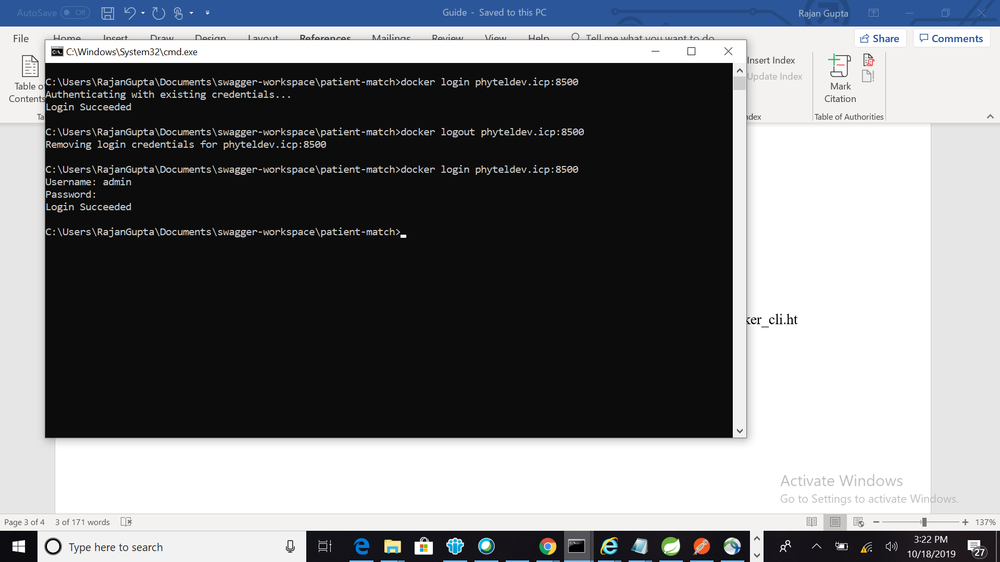 AutoSave Off Guide - Saved to this PC Rajan Gupta
File Home Insert Draw Design Layout References Mailings Review View Help Tell me what you want to do Share Comments
C:\Windows\System32\cmd.exe
Insert Index
Update Index
Table o
Contents
Mark
Citation
Table of Authorities
C:\Users\RajanGupta\Documents\swagger-workspace\patient-match>docker login phyteldev.icp:8500
Authenticating with existing credentials...
Login Succeeded
C:\Users\RajanGupta\Documents\swagger-workspace\patient-match>docker logout phyteldev.icp:8500
Removing login credentials for phyteldev.icp:8500
C:\Users\RajanGupta\Documents\swagger-workspace\patient-match>docker login phyteldev.icp:8500
Username: admin
Password:
Login Succeeded
C:\Users\RajanGupta\Documents\swagger-workspace\patient-match>
ker_cli.ht
Activate Windows
Go to Settings to activate Windows.
Page 3 of 4 3 of 171 words 137%
Type here to search
3:22 PM
10/18/2019
27